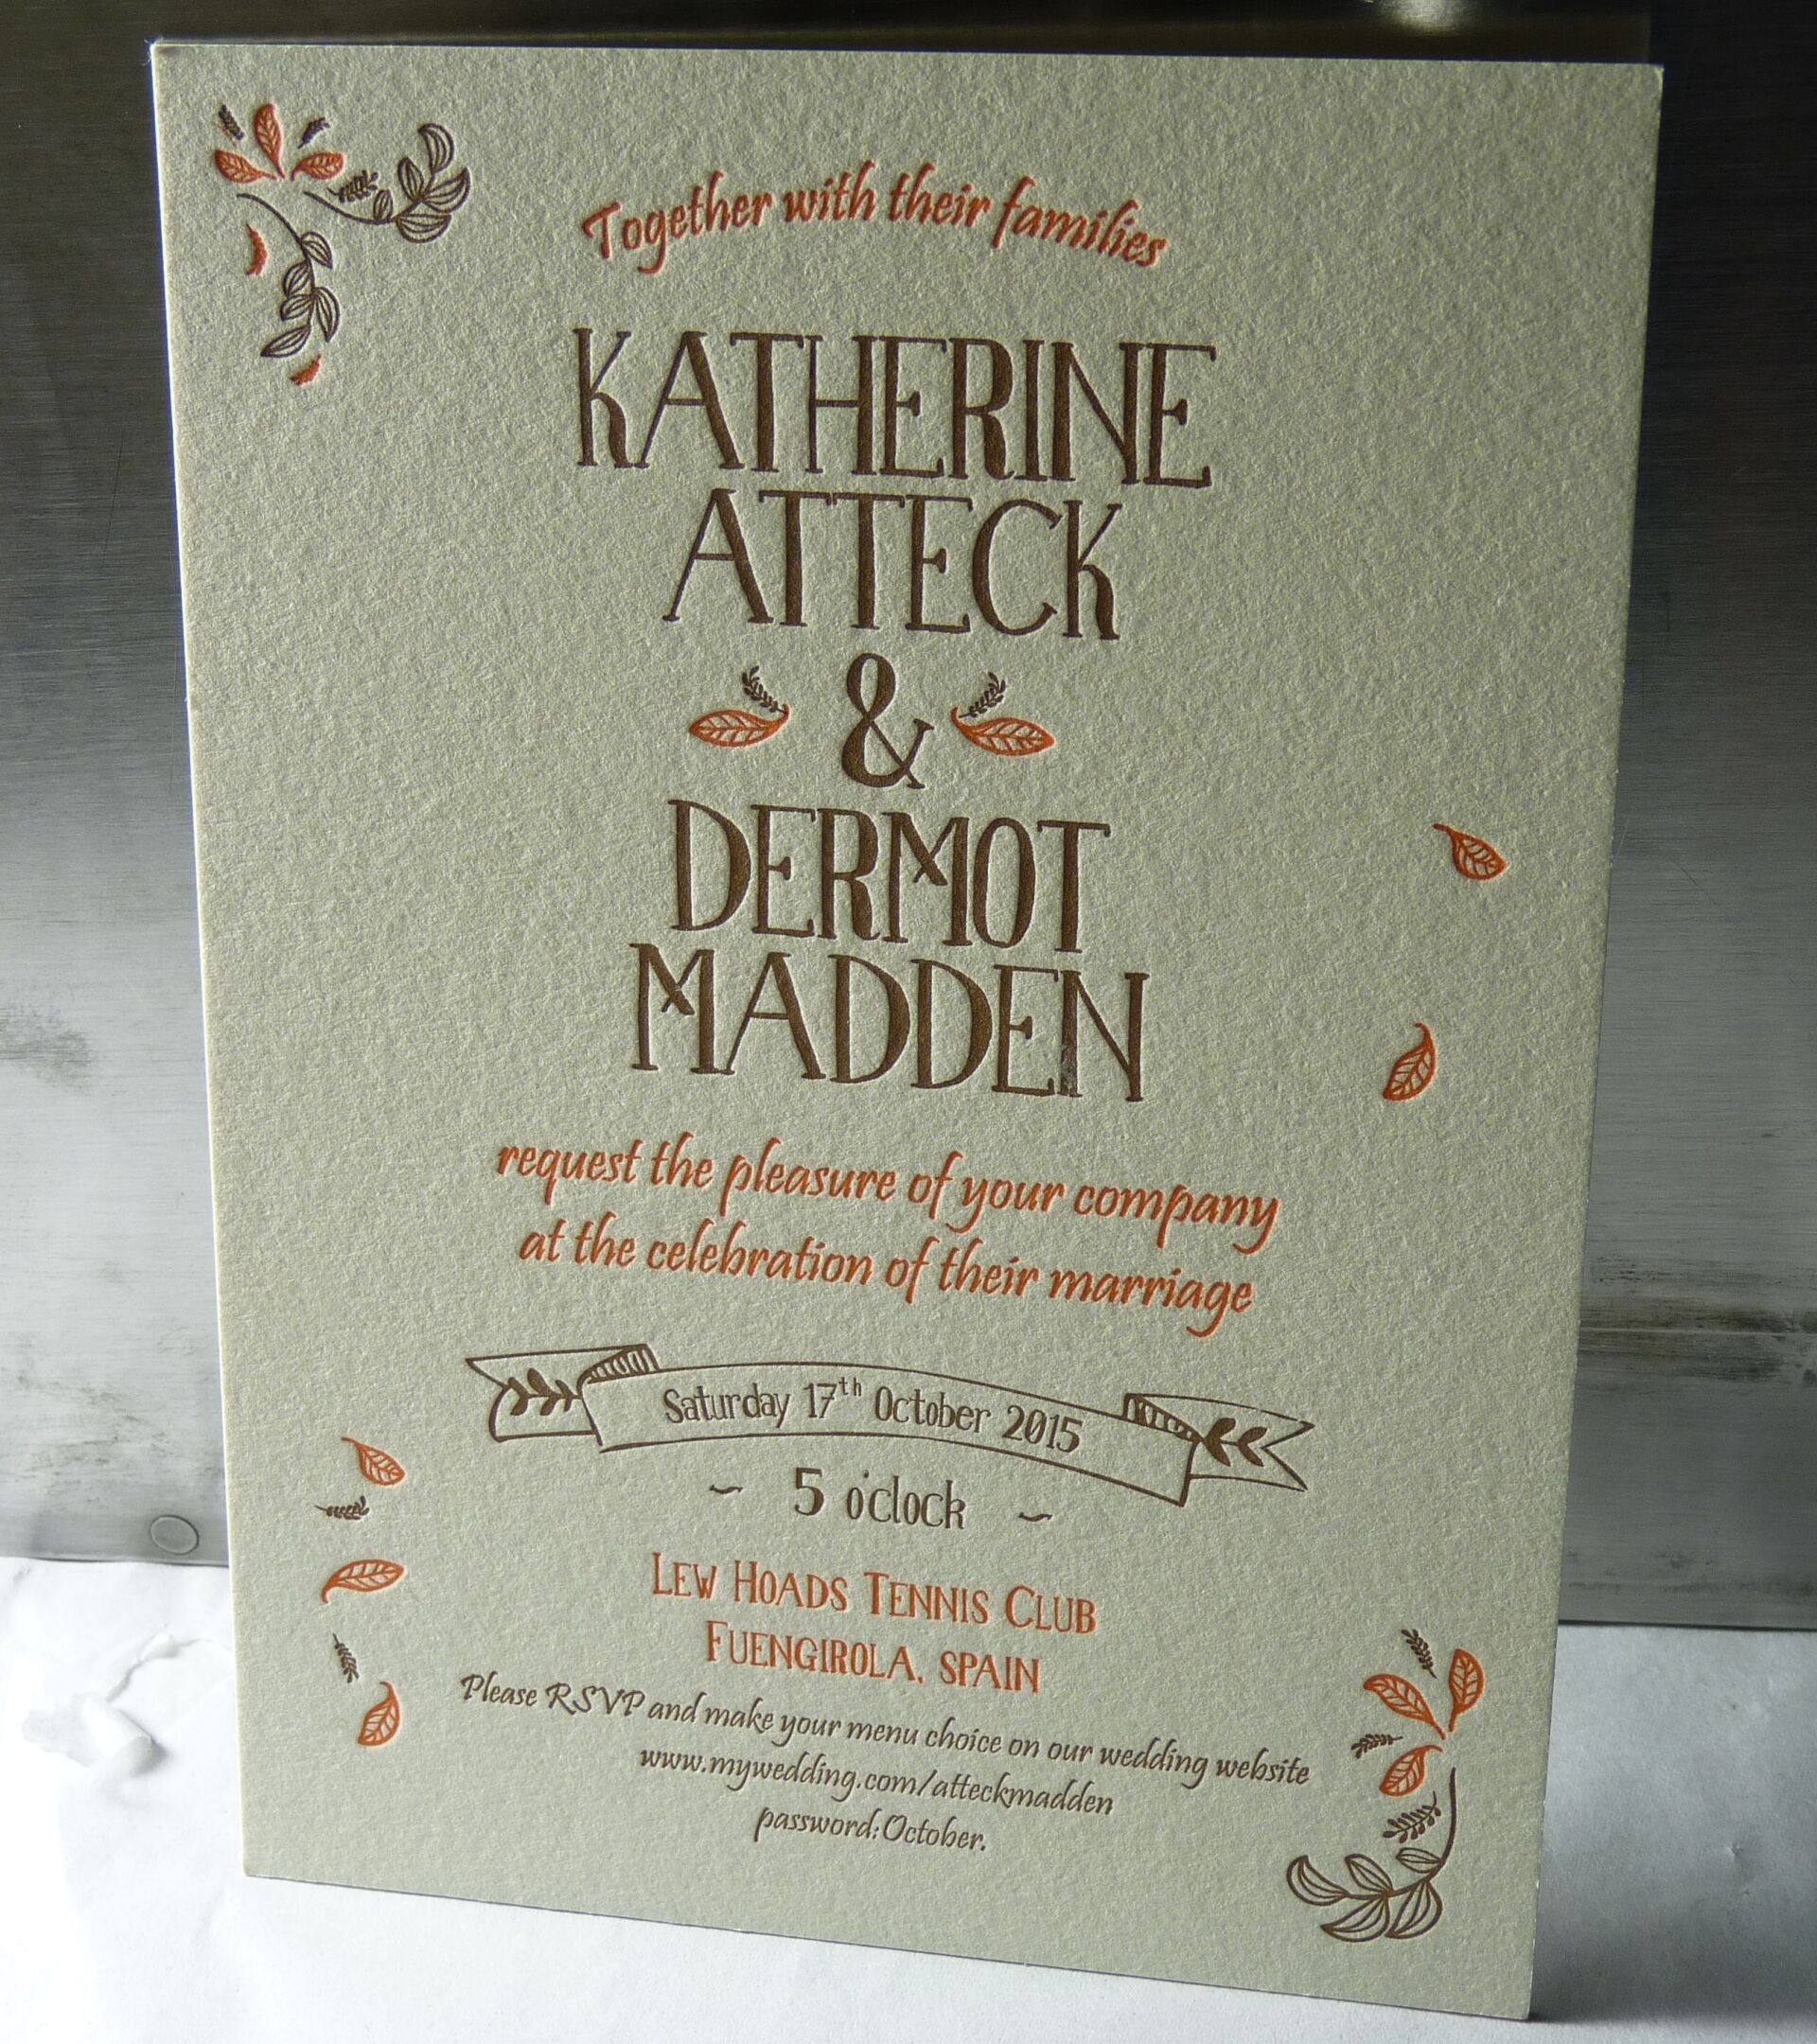 Together with their families
KATHERINE
ATTECK
&
DERMOT
MADDEN
request the pleasure of your company
at the celebration of their marriage
Saturday 17th October 2015
~ 5 o'clock ~
LEW HOADS TENNIS CLUB
FUENGIROLA, SPAIN
Please RSVP and make your menu choice on our wedding website
www.mywedding.com/atteckmadden
password:October.